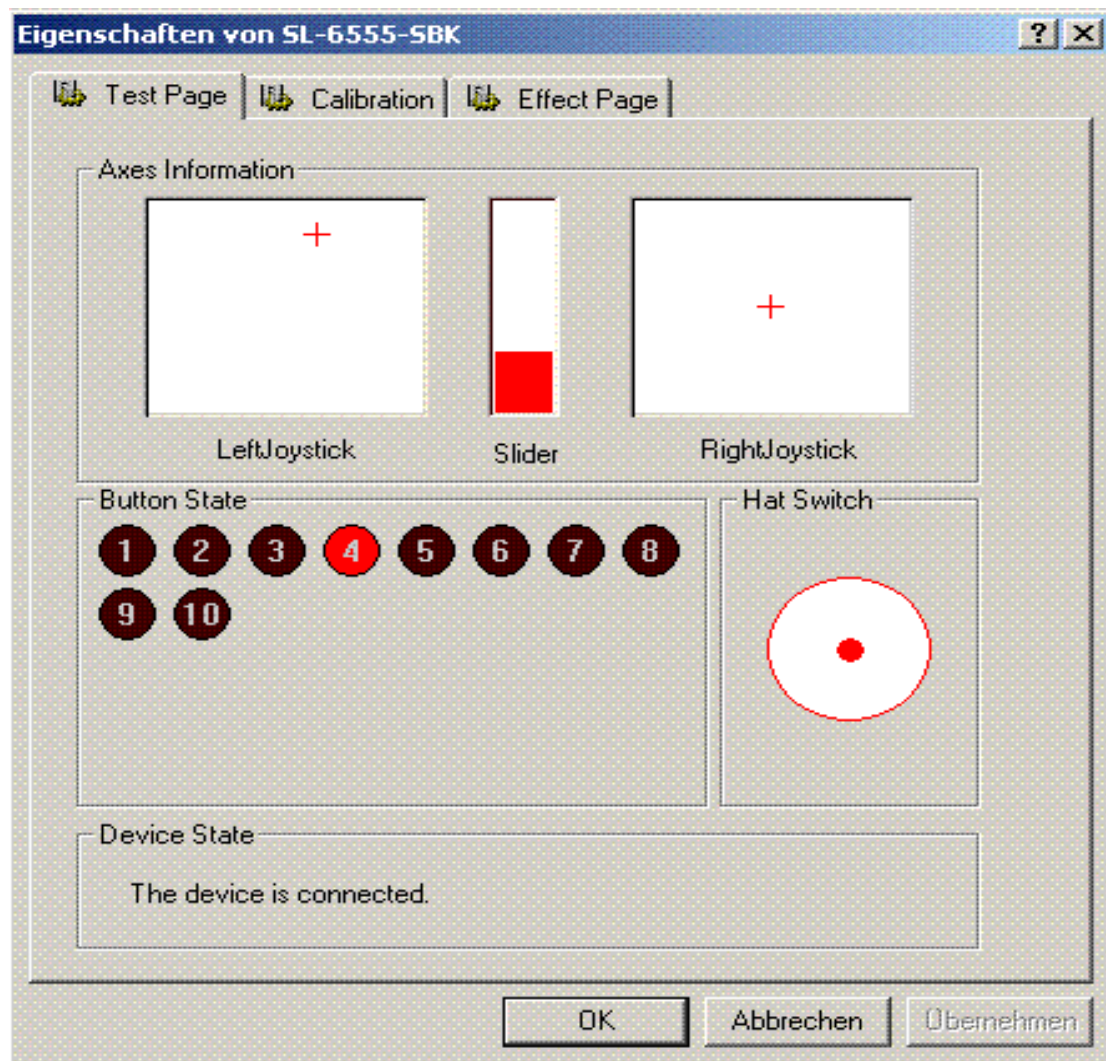 Eigenschaften von SL-6555-SBK
Test Page
Calibration
Effect Page
Axes Information
LeftJoystick
Slider
RightJoystick
Button State
1 2 3 4 5 6 7 8
9 10
Hat Switch
Device State
The device is connected.
OK
Abbrechen
Übernehmen